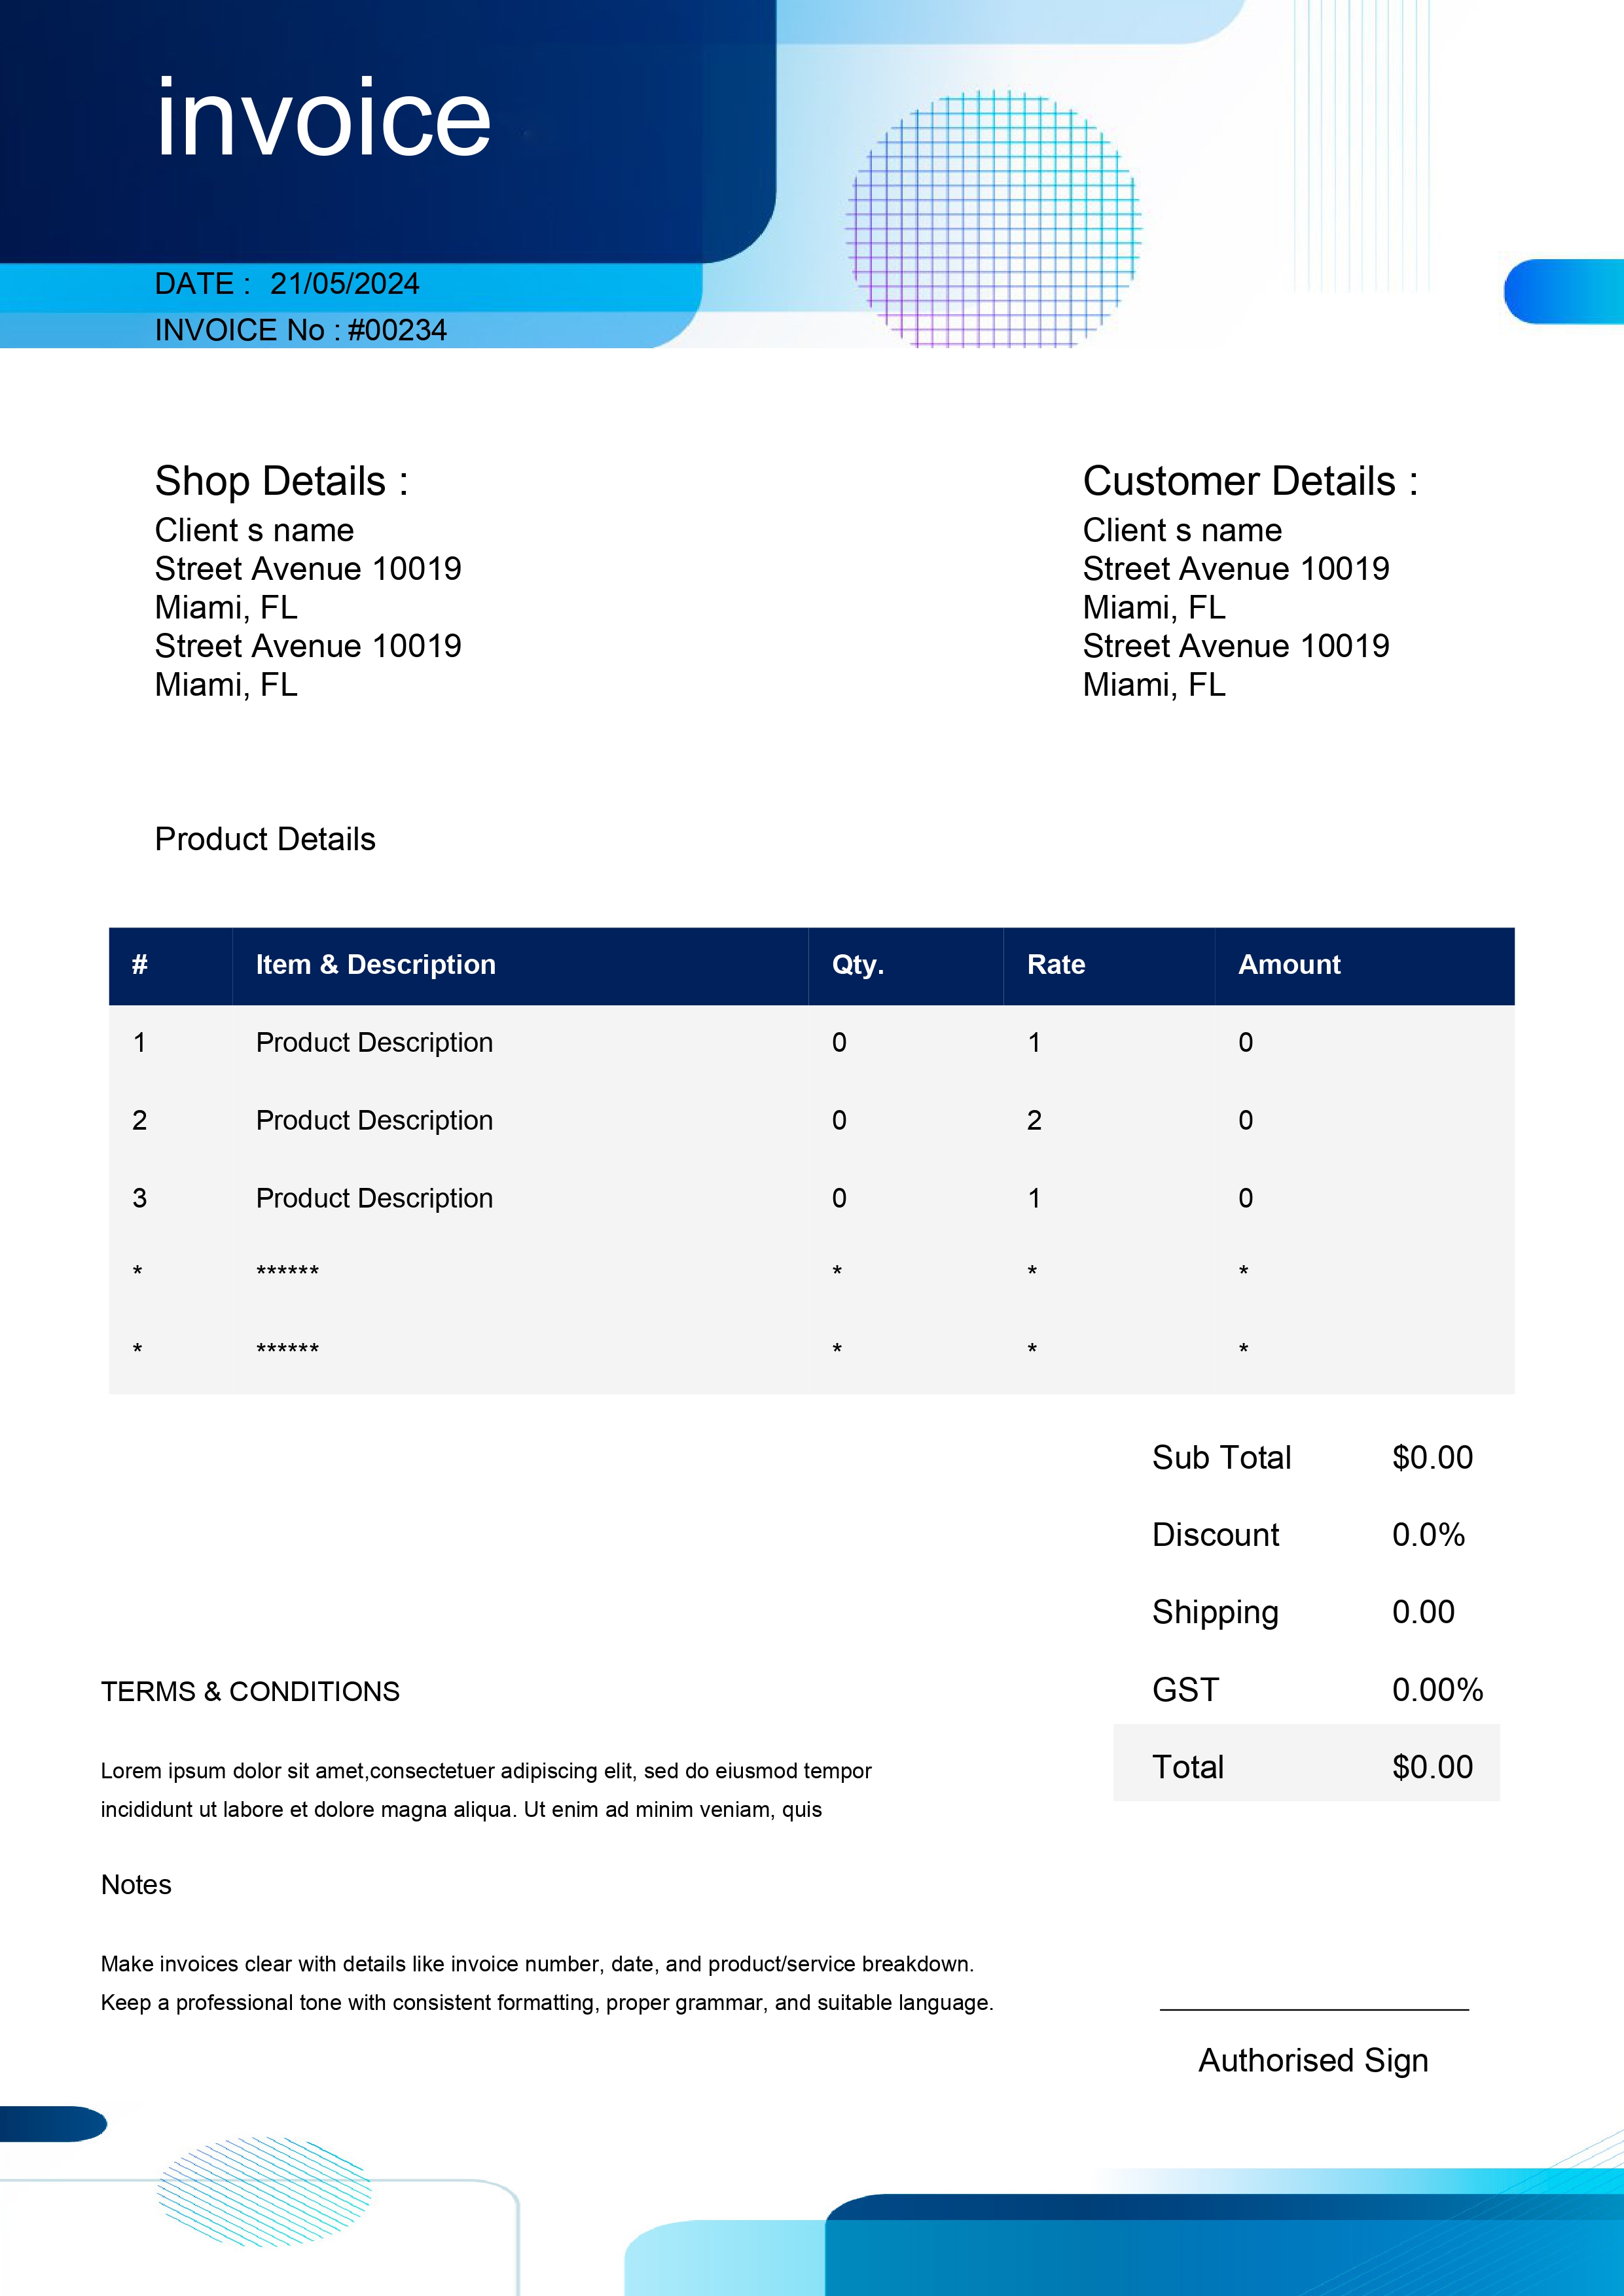 invoice
DATE : 21/05/2024
INVOICE No : #00234
Shop Details :
Client s name
Street Avenue 10019
Miami, FL
Street Avenue 10019
Miami, FL
Customer Details :
Client s name
Street Avenue 10019
Miami, FL
Street Avenue 10019
Miami, FL
Product Details
# Item & Description Qty. Rate Amount
1 Product Description 0 1 0
2 Product Description 0 2 0
3 Product Description 0 1 0
* ****** * * *
* ****** * * *
Sub Total $0.00
Discount 0.0%
Shipping 0.00
GST 0.00%
Total $0.00
TERMS & CONDITIONS
Lorem ipsum dolor sit amet,consectetuer adipiscing elit, sed do eiusmod tempor
incididunt ut labore et dolore magna aliqua. Ut enim ad minim veniam, quis
Notes
Make invoices clear with details like invoice number, date, and product/service breakdown.
Keep a professional tone with consistent formatting, proper grammar, and suitable language.
Authorised Sign